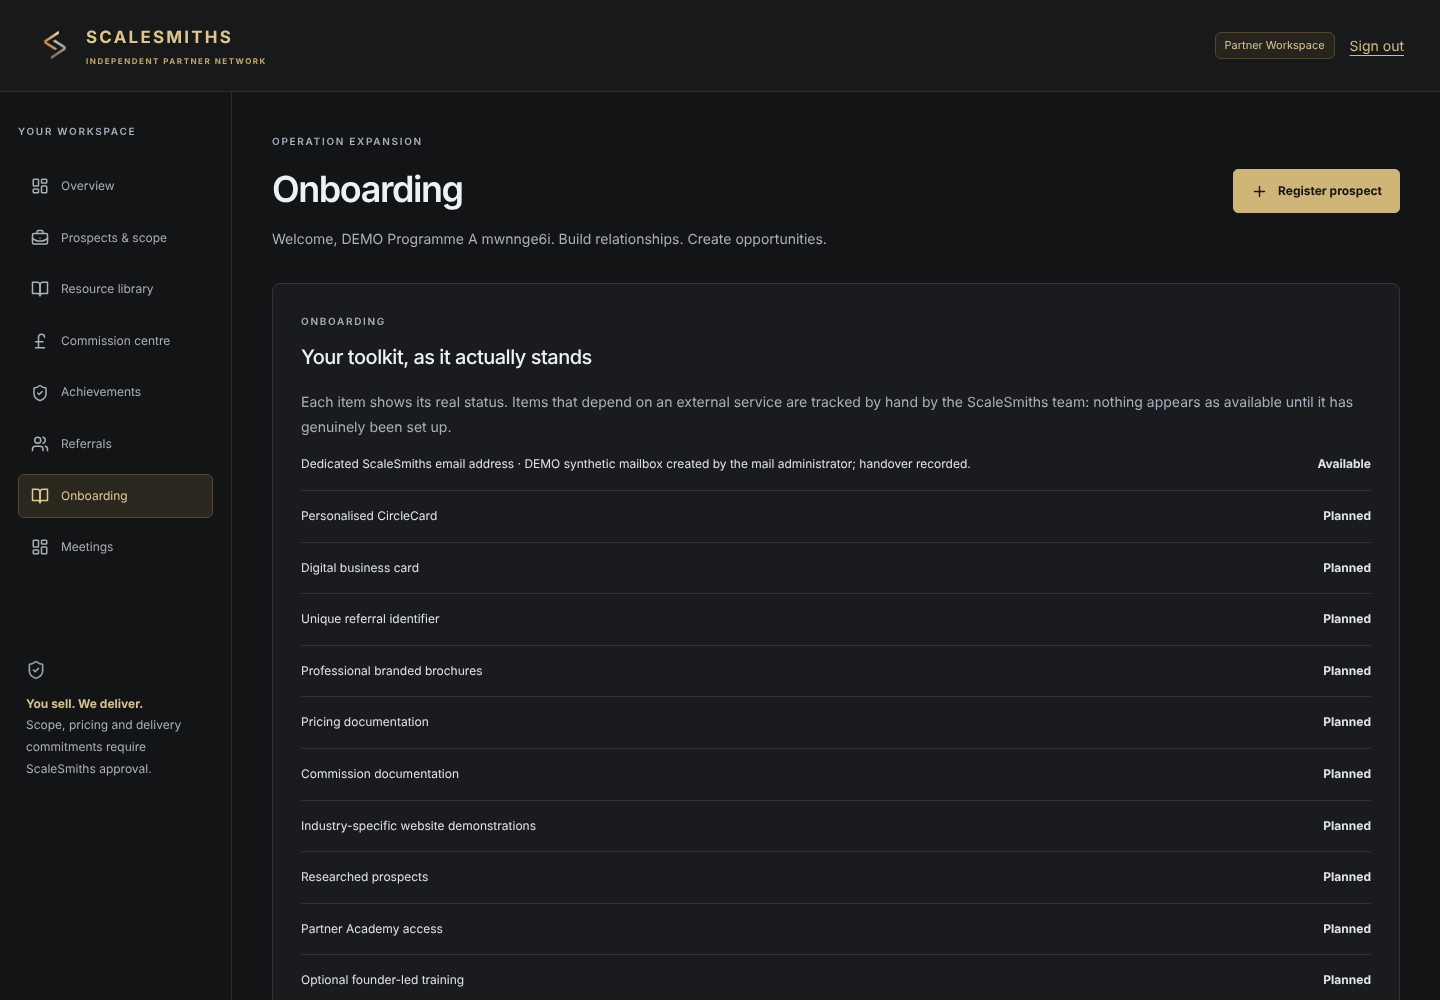 SCALESMITHS
INDEPENDENT PARTNER NETWORK
Partner Workspace
Sign out
YOUR WORKSPACE
Overview
Prospects & scope
Resource library
Commission centre
Achievements
Referrals
Onboarding
Meetings
You sell. We deliver.
Scope, pricing and delivery
commitments require
ScaleSmiths approval.
OPERATION EXPANSION
Onboarding
Register prospect
Welcome, DEMO Programme A mwnnge6i. Build relationships. Create opportunities.
ONBOARDING
Your toolkit, as it actually stands
Each item shows its real status. Items that depend on an external service are tracked by hand by the ScaleSmiths team: nothing appears as available until it has
genuinely been set up.
Dedicated ScaleSmiths email address · DEMO synthetic mailbox created by the mail administrator; handover recorded. Available
Personalised CircleCard Planned
Digital business card Planned
Unique referral identifier Planned
Professional branded brochures Planned
Pricing documentation Planned
Commission documentation Planned
Industry-specific website demonstrations Planned
Researched prospects Planned
Partner Academy access Planned
Optional founder-led training Planned